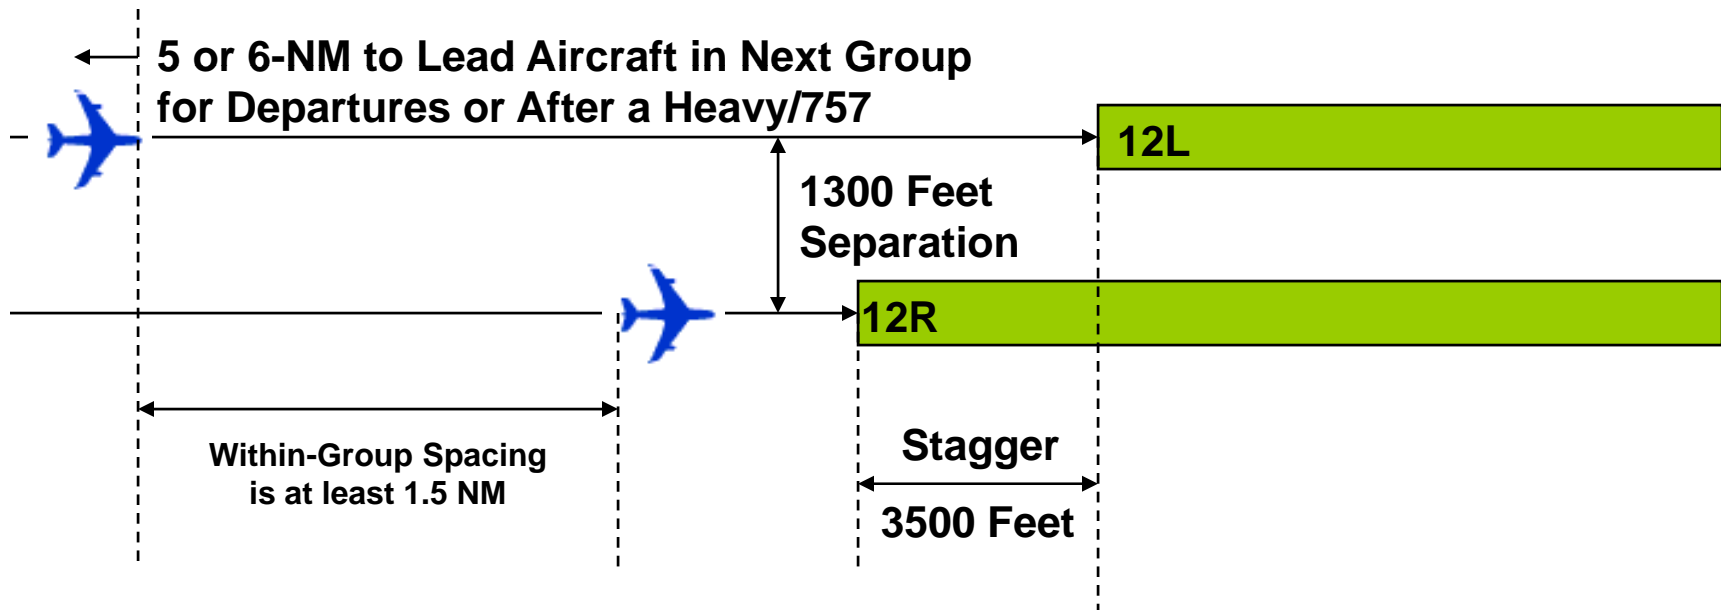 5 or 6-NM to Lead Aircraft in Next Group
for Departures or After a Heavy/757
12L
1300 Feet
Separation
12R
Within-Group Spacing
is at least 1.5 NM
Stagger
3500 Feet